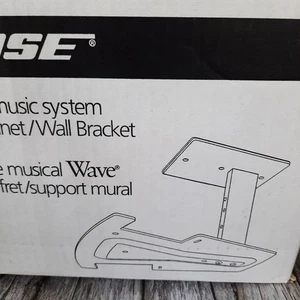 OSE®
music system
net/Wall Bracket
e musical Wave®
fret/support mural